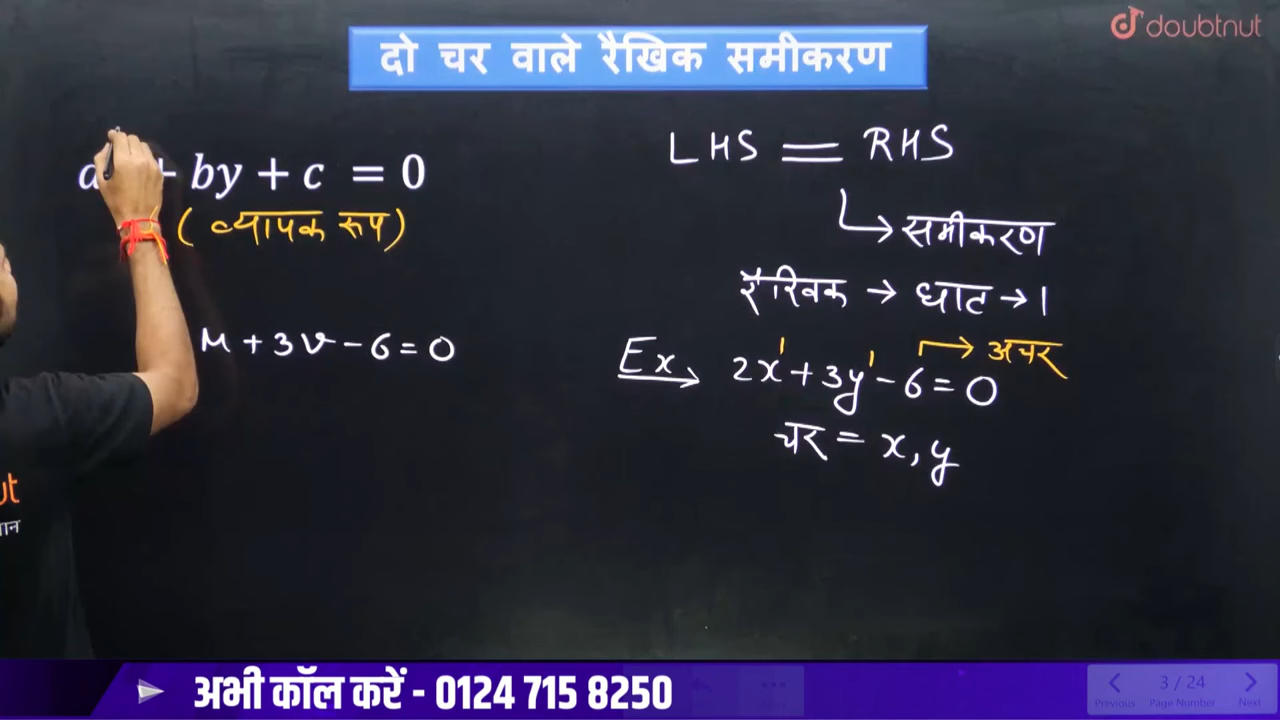 doubtnut
दो चर वाले रैखिक समीकरण
a + by + c = 0
( व्यापक रूप )
u + 3v - 6 = 0
LHS = RHS
↳ समीकरण
रैखिक → घात → 1
Ex → 2x¹ + 3y¹ - 6 = 0 → अचर
चर = x, y
अभी कॉल करें - 0124 715 8250
3 / 24
Previous Page Number Next